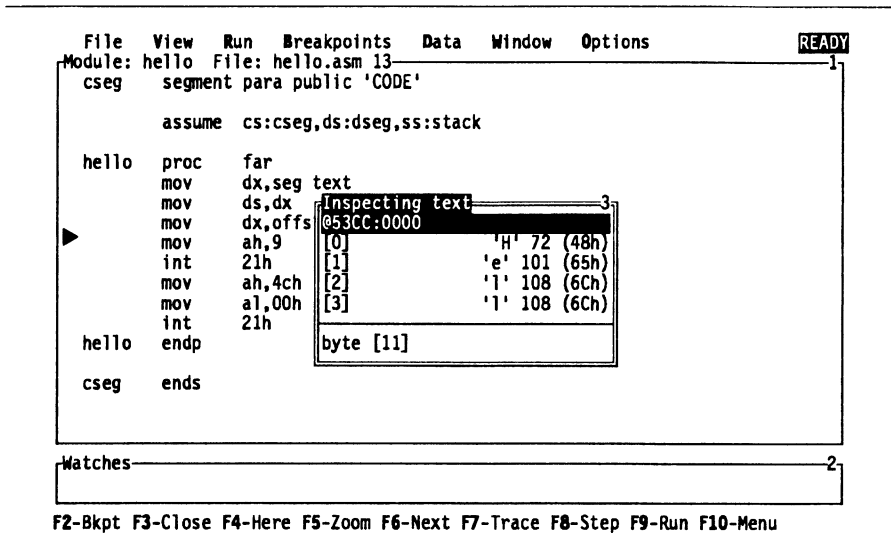 File View Run Breakpoints Data Window Options READY
Module: hello File: hello.asm 13 1
cseg segment para public 'CODE'
assume cs:cseg,ds:dseg,ss:stack
hello proc far
mov dx,seg text
mov ds,dx
mov dx,offs
mov ah,9
int 21h
mov ah,4ch
mov al,00h
int 21h
hello endp
cseg ends
Inspecting text 3
@53CC:0000
[0] 'H' 72 (48h)
[1] 'e' 101 (65h)
[2] 'l' 108 (6Ch)
[3] 'l' 108 (6Ch)
byte [11]
Watches 2
F2-Bkpt F3-Close F4-Here F5-Zoom F6-Next F7-Trace F8-Step F9-Run F10-Menu